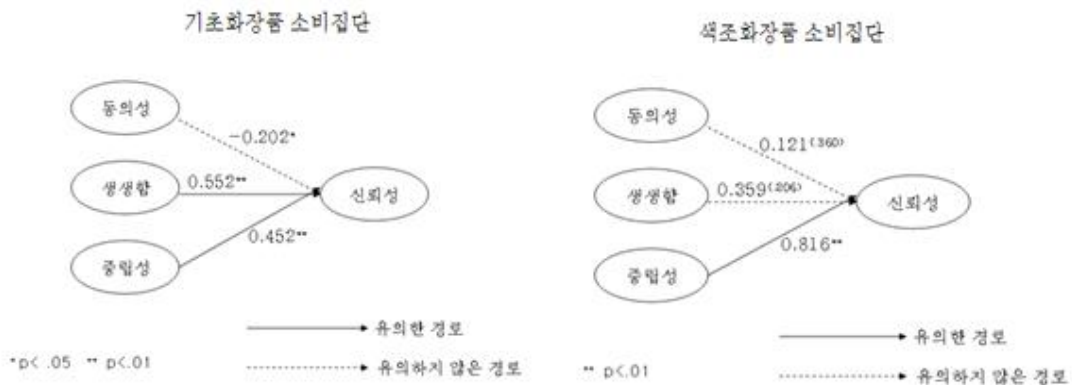 기초화장품 소비집단
동의성
-0.202*
생생함
0.552**
신뢰성
0.452**
중립성
유의한 경로
*p< .05 ** p<.01
유의하지 않은 경로
색조화장품 소비집단
동의성
0.121(360)
생생함
0.359(206)
신뢰성
0.816**
중립성
유의한 경로
** p<.01
유의하지 않은 경로